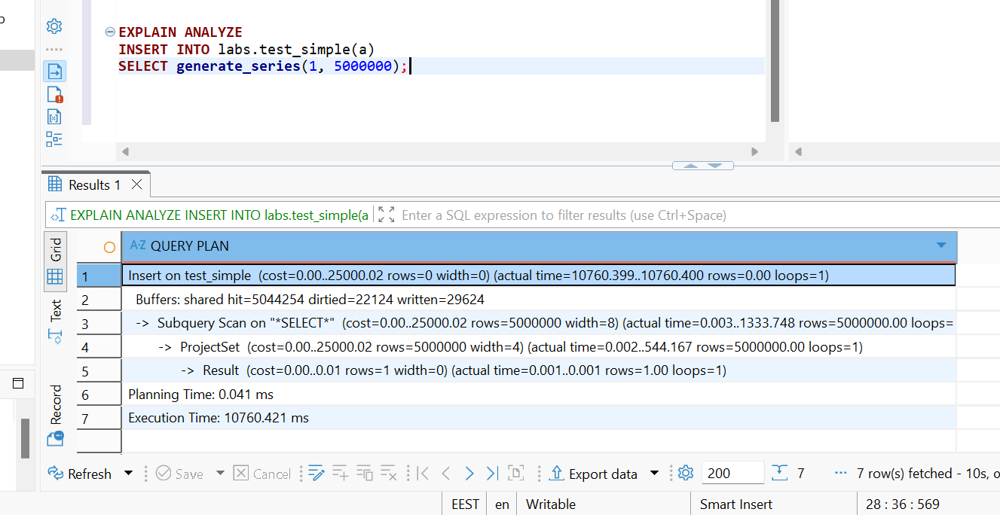 EXPLAIN ANALYZE
INSERT INTO labs.test_simple(a)
SELECT generate_series(1, 5000000);
Results 1
EXPLAIN ANALYZE INSERT INTO labs.test_simple(a Enter a SQL expression to filter results (use Ctrl+Space)
Grid
Text
Record
A-Z QUERY PLAN
1 Insert on test_simple (cost=0.00..25000.02 rows=0 width=0) (actual time=10760.399..10760.400 rows=0.00 loops=1)
2 Buffers: shared hit=5044254 dirtied=22124 written=29624
3 -> Subquery Scan on "*SELECT*" (cost=0.00..25000.02 rows=5000000 width=8) (actual time=0.003..1333.748 rows=5000000.00 loops=
4 -> ProjectSet (cost=0.00..25000.02 rows=5000000 width=4) (actual time=0.002..544.167 rows=5000000.00 loops=1)
5 -> Result (cost=0.00..0.01 rows=1 width=0) (actual time=0.001..0.001 rows=1.00 loops=1)
6 Planning Time: 0.041 ms
7 Execution Time: 10760.421 ms
Refresh Save Cancel Export data 200 7 ... 7 row(s) fetched - 10s, o
EEST en Writable Smart Insert 28 : 36 : 569